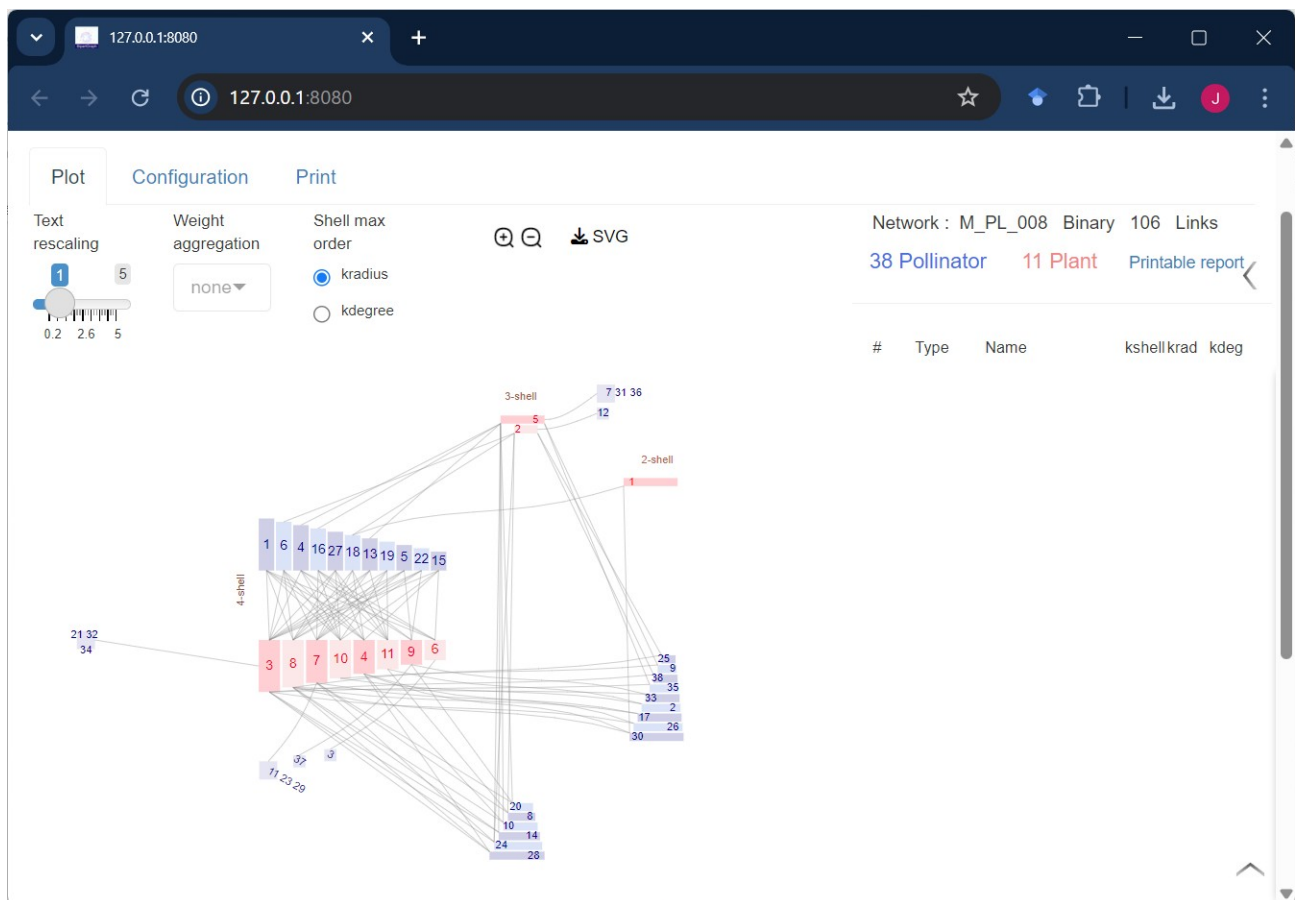 127.0.0.1:8080
127.0.0.1:8080
J
Plot Configuration Print
Text rescaling
1 5
0.2 2.6 5
Weight aggregation
none
Shell max order
kradius
kdegree
SVG
Network : M_PL_008 Binary 106 Links
38 Pollinator 11 Plant Printable report
# Type Name kshell krad kdeg
3-shell
7 31 36
12
5
2
2-shell
1
1 6 4 16 27 18 13 19 5 22 15
4-shell
21 32
34
3 8 7 10 4 11 9 6
25
9
38
35
33
2
17
26
30
37 3
11 23 29
20
8
10
14
24
28